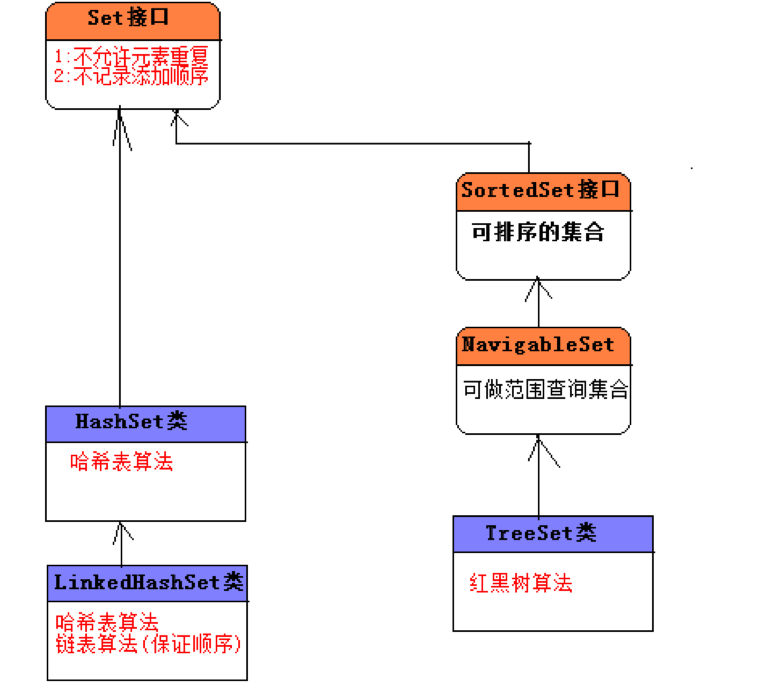 Set接口
1:不允许元素重复
2:不记录添加顺序
SortedSet接口
可排序的集合
NavigableSet
可做范围查询集合
HashSet类
哈希表算法
TreeSet类
红黑树算法
LinkedHashSet类
哈希表算法
链表算法(保证顺序)